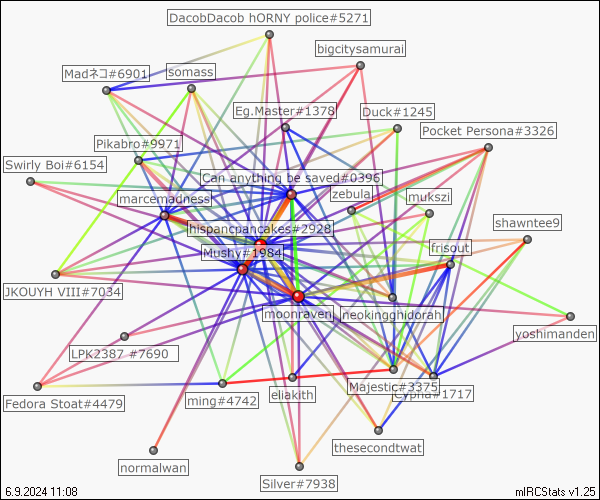 DacobDacob hORNY police#5271
bigcitysamurai
Madネコ#6901
somass
Eg.Master#1378
Duck#1245
Pocket Persona#3326
Pikabro#9971
Swirly Boi#6154
Can anything be saved#0396
zebula
mukszi
marcemadness
shawntee9
hispancriancakes#2928
frisout
Mushy#1984
JKOUYH VIII#7034
moonraven
neokingghidorah
yoshimanden
LPK2387 #7690
Majestic#3375
Cypha#1717
eliakith
ming#4742
Fedora Stoat#4479
thesecondtwat
normalwan
Silver#7938
6.9.2024 11:08
mIRCStats v1.25